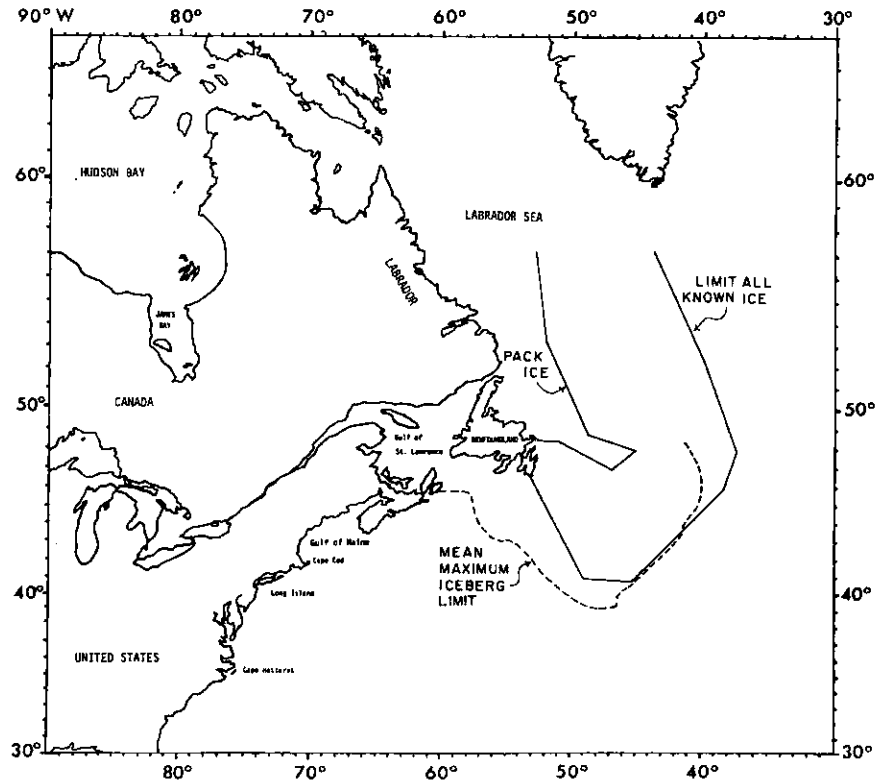 90° W 80° 70° 60° 50° 40° 30°
HUDSON BAY
60° 60°
LABRADOR SEA
LABRADOR
LIMIT ALL
KNOWN ICE
JAMES
BAY
PACK
ICE
50° 50°
CANADA
Gulf of
St. Lawrence
NEWFOUNDLAND
Gulf of Maine
Cape Cod
MEAN
MAXIMUM
ICEBERG
LIMIT
40° 40°
Long Island
UNITED STATES
Cape Hatteras
30° 30°
80° 70° 60° 50° 40°